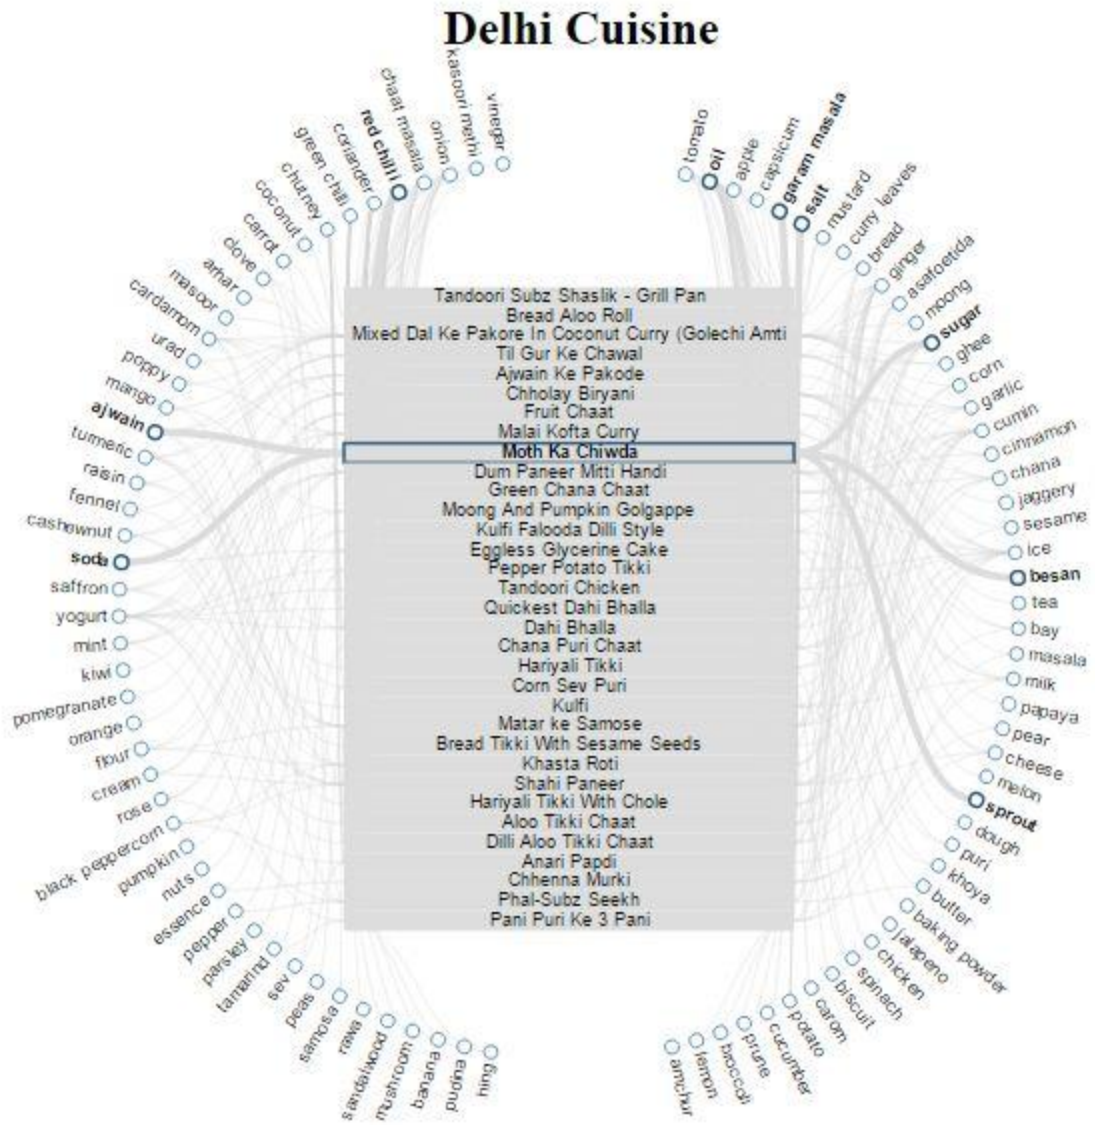 Delhi Cuisine
vinegar
kasoori methi
onion
chaat masala
red chilli
coriander
green chilli
chutney
coconut
carrot
clove
arhar
masoor
cardamom
urad
poppy
mango
ajwain
turmeric
raisin
fennel
cashewnut
soda
saffron
yogurt
mint
kiwi
pomegranate
orange
flour
cream
rose
black peppercorn
pumpkin
nuts
essence
pepper
parsley
tamarind
sev
peas
samosa
rawa
sandalwood
mushroom
banana
pudina
hing
Tandoori Subz Shaslik - Grill Pan
Bread Aloo Roll
Mixed Dal Ke Pakore In Coconut Curry (Golechi Amti
Til Gur Ke Chawal
Ajwain Ke Pakode
Chholay Biryani
Fruit Chaat
Malai Kofta Curry
Moth Ka Chiwda
Dum Paneer Mitti Handi
Green Chana Chaat
Moong And Pumpkin Golgappe
Kulfi Falooda Dilli Style
Eggless Glycerine Cake
Pepper Potato Tikki
Tandoori Chicken
Quickest Dahi Bhalla
Dahi Bhalla
Chana Puri Chaat
Hariyali Tikki
Corn Sev Puri
Kulfi
Matar ke Samose
Bread Tikki With Sesame Seeds
Khasta Roti
Shahi Paneer
Hariyali Tikki With Chole
Aloo Tikki Chaat
Dilli Aloo Tikki Chaat
Anari Papdi
Chhenna Murki
Phal-Subz Seekh
Pani Puri Ke 3 Pani
tomato
oil
apple
capsicum
garam masala
salt
mustard
curry leaves
bread
ginger
asafoetida
moong
sugar
ghee
corn
garlic
cumin
cinnamon
chana
jaggery
sesame
ice
besan
tea
bay
masala
milk
papaya
pear
cheese
melon
sprout
dough
puri
khoya
butter
baking powder
jalapeno
chicken
spinach
biscuit
carom
potato
cucumber
prune
broccoli
lemon
amchur